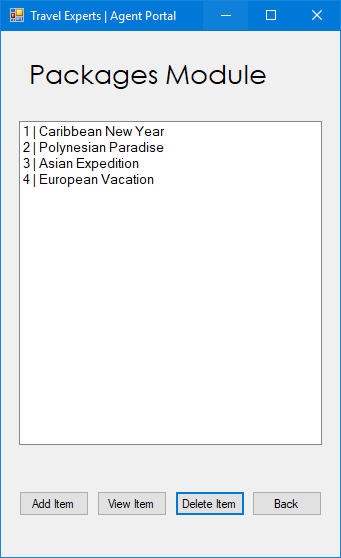 Travel Experts | Agent Portal
Packages Module
1 | Caribbean New Year
2 | Polynesian Paradise
3 | Asian Expedition
4 | European Vacation
Add Item View Item Delete Item Back